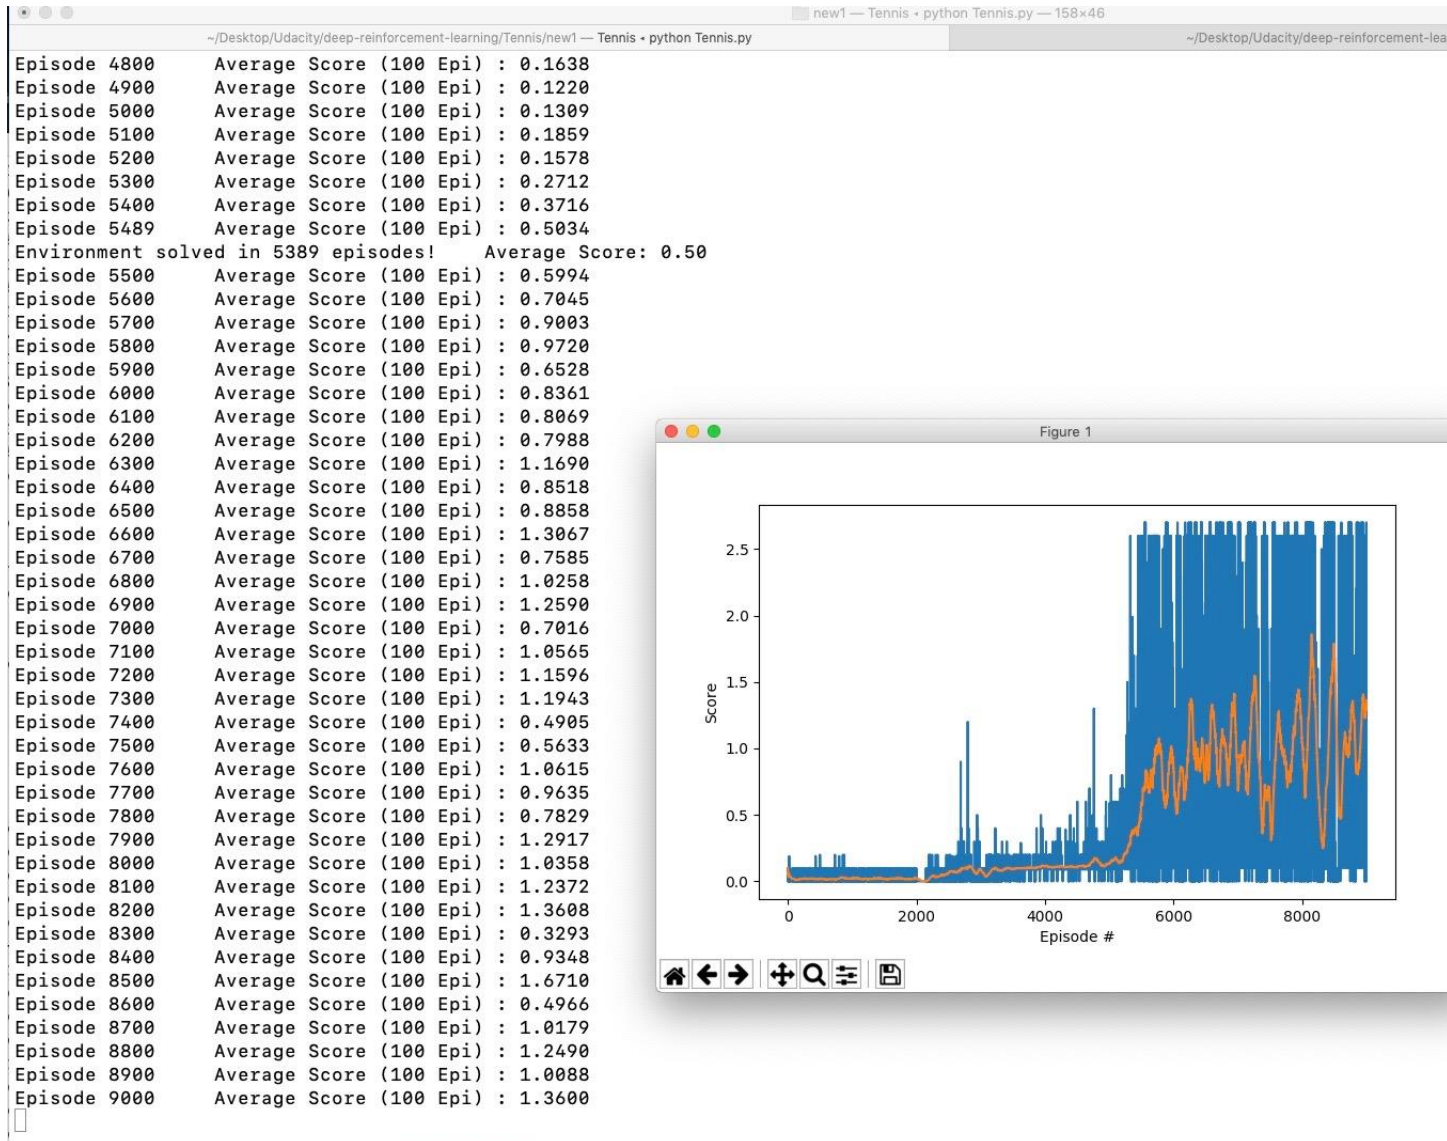 new1 — Tennis • python Tennis.py — 158×46
~/Desktop/Udacity/deep-reinforcement-learning/Tennis/new1 — Tennis • python Tennis.py
~/Desktop/Udacity/deep-reinforcement-lea
Episode 4800 Average Score (100 Epi) : 0.1638
Episode 4900 Average Score (100 Epi) : 0.1220
Episode 5000 Average Score (100 Epi) : 0.1309
Episode 5100 Average Score (100 Epi) : 0.1859
Episode 5200 Average Score (100 Epi) : 0.1578
Episode 5300 Average Score (100 Epi) : 0.2712
Episode 5400 Average Score (100 Epi) : 0.3716
Episode 5489 Average Score (100 Epi) : 0.5034
Environment solved in 5389 episodes! Average Score: 0.50
Episode 5500 Average Score (100 Epi) : 0.5994
Episode 5600 Average Score (100 Epi) : 0.7045
Episode 5700 Average Score (100 Epi) : 0.9003
Episode 5800 Average Score (100 Epi) : 0.9720
Episode 5900 Average Score (100 Epi) : 0.6528
Episode 6000 Average Score (100 Epi) : 0.8361
Episode 6100 Average Score (100 Epi) : 0.8069
Episode 6200 Average Score (100 Epi) : 0.7988
Episode 6300 Average Score (100 Epi) : 1.1690
Episode 6400 Average Score (100 Epi) : 0.8518
Episode 6500 Average Score (100 Epi) : 0.8858
Episode 6600 Average Score (100 Epi) : 1.3067
Episode 6700 Average Score (100 Epi) : 0.7585
Episode 6800 Average Score (100 Epi) : 1.0258
Episode 6900 Average Score (100 Epi) : 1.2590
Episode 7000 Average Score (100 Epi) : 0.7016
Episode 7100 Average Score (100 Epi) : 1.0565
Episode 7200 Average Score (100 Epi) : 1.1596
Episode 7300 Average Score (100 Epi) : 1.1943
Episode 7400 Average Score (100 Epi) : 0.4905
Episode 7500 Average Score (100 Epi) : 0.5633
Episode 7600 Average Score (100 Epi) : 1.0615
Episode 7700 Average Score (100 Epi) : 0.9635
Episode 7800 Average Score (100 Epi) : 0.7829
Episode 7900 Average Score (100 Epi) : 1.2917
Episode 8000 Average Score (100 Epi) : 1.0358
Episode 8100 Average Score (100 Epi) : 1.2372
Episode 8200 Average Score (100 Epi) : 1.3608
Episode 8300 Average Score (100 Epi) : 0.3293
Episode 8400 Average Score (100 Epi) : 0.9348
Episode 8500 Average Score (100 Epi) : 1.6710
Episode 8600 Average Score (100 Epi) : 0.4966
Episode 8700 Average Score (100 Epi) : 1.0179
Episode 8800 Average Score (100 Epi) : 1.2490
Episode 8900 Average Score (100 Epi) : 1.0088
Episode 9000 Average Score (100 Epi) : 1.3600
Figure 1
2.5
2.0
1.5
1.0
0.5
0.0
Score
0 2000 4000 6000 8000
Episode #